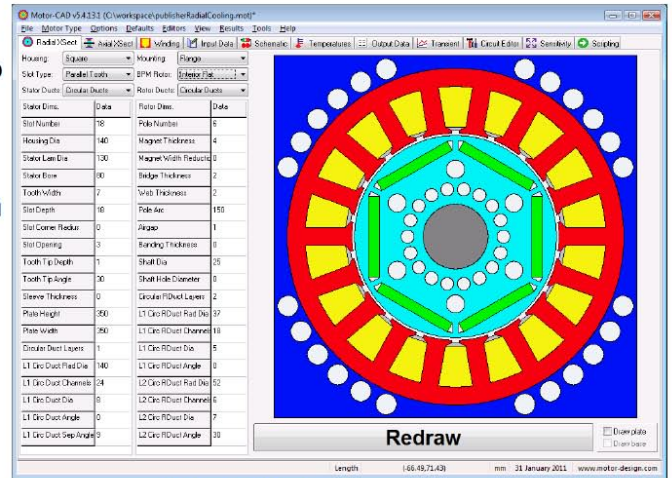 Motor-CAD v5.4.13.1 (C:\workspace\publisherRadialCooling.mot)*
File Motor Type Options Defaults Editors View Results Tools Help
Radial XSect Axial XSect Winding Input Data Schematic Temperatures Output Data Transient Circuit Editor Sensitivity Scripting
Housing: Square Mounting: Flange
Slot Type: Parallel Tooth BPM Rotor: Interior Flat
Stator Ducts: Circular Ducts Rotor Ducts: Circular Ducts
Stator Dims. Data Rotor Dims. Data
Slot Number 18 Pole Number 6
Housing Dia 140 Magnet Thickness 4
Stator Lam Dia 130 Magnet Width Reductic 0
Stator Bore 80 Bridge Thickness 2
Tooth Width 7 Web Thickness 2
Slot Depth 18 Pole Arc 150
Slot Corner Radius 0 Airgap 1
Slot Opening 3 Banding Thickness 0
Tooth Tip Depth 1 Shaft Dia 25
Tooth Tip Angle 30 Shaft Hole Diameter 0
Sleeve Thickness 0 Circular RDuct Layers 2
Plate Height 350 L1 Circ RDuct Rad Dia 37
Plate Width 350 L1 Circ RDuct Channel 18
Circular Duct Layers 1 L1 Circ RDuct Dia 5
L1 Circ Duct Rad Dia 140 L1 Circ RDuct Angle 0
L1 Circ Duct Channels 24 L2 Circ RDuct Rad Dia 52
L1 Circ Duct Dia 8 L2 Circ RDuct Channel 6
L1 Circ Duct Angle 0 L2 Circ RDuct Dia 7
L1 Circ Duct Sep Angle 9 L2 Circ RDuct Angle 30
Redraw
Draw plate
Draw base
Length (-66.49,71.43) mm 31 January 2011 www.motor-design.com